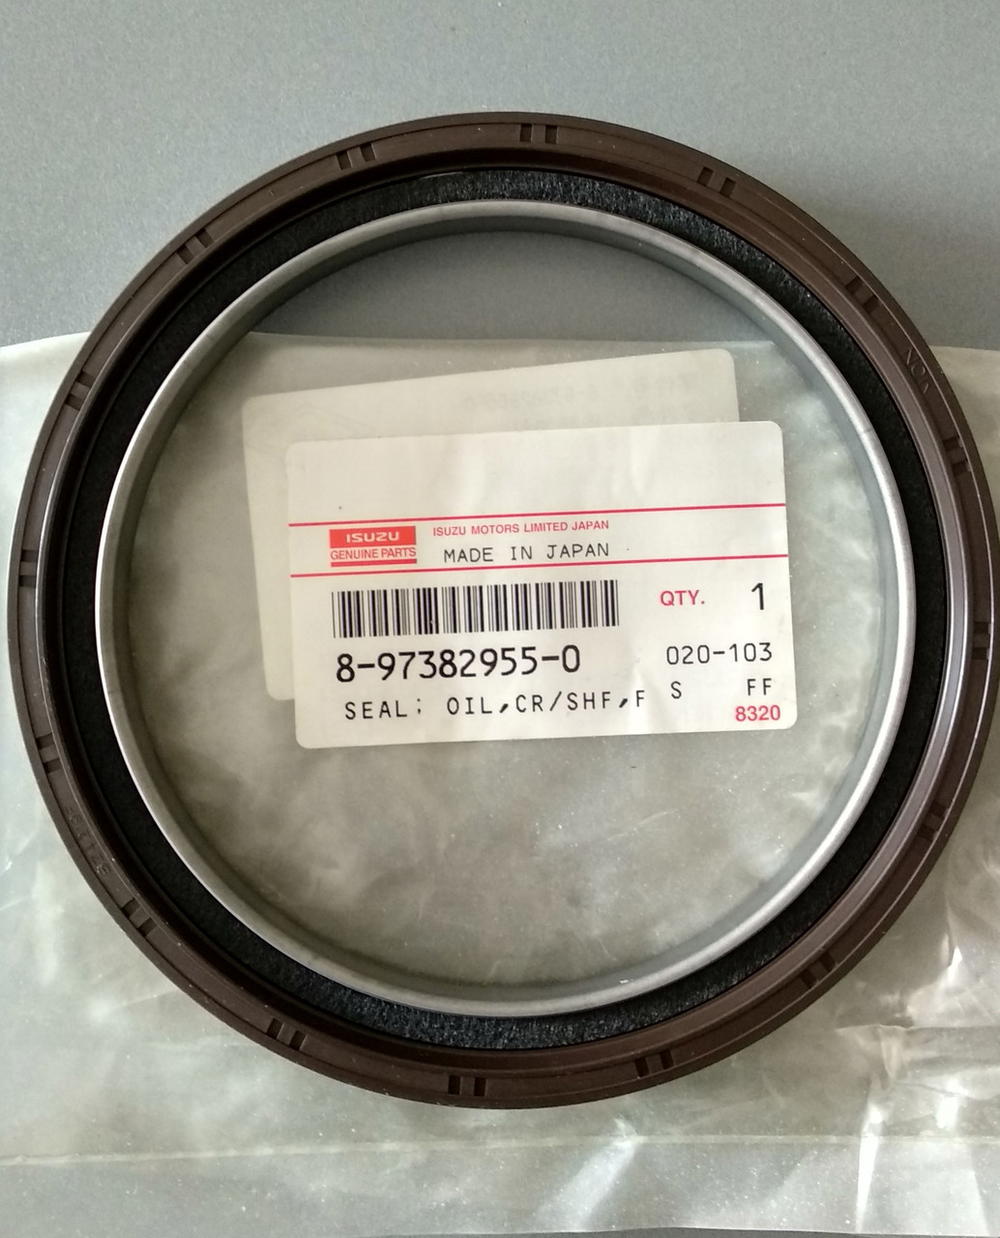 NOK
ISUZU
GENUINE PARTS
ISUZU MOTORS LIMITED JAPAN
MADE IN JAPAN
QTY. 1
8-97382955-0
020-103
SEAL: OIL,CR/SHF,F
S FF
8320